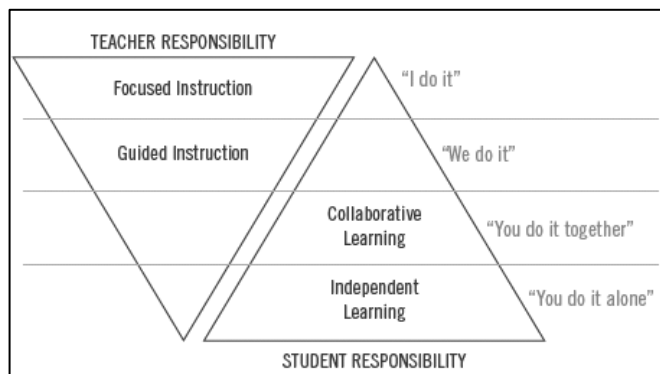 TEACHER RESPONSIBILITY
Focused Instruction
“I do it”
Guided Instruction
“We do it”
Collaborative
Learning
“You do it together”
Independent
Learning
“You do it alone”
STUDENT RESPONSIBILITY